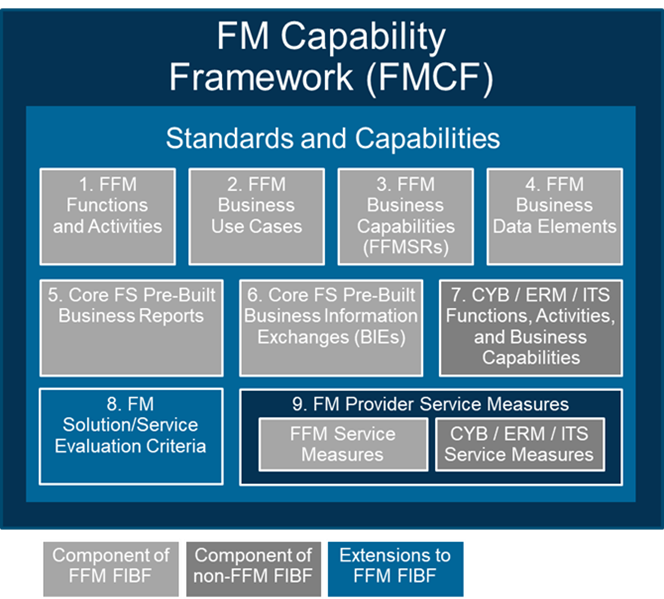 FM Capability
Framework (FMCF)
Standards and Capabilities
1. FFM
Functions
and Activities
2. FFM
Business
Use Cases
3. FFM
Business
Capabilities
(FFMSRs)
4. FFM
Business
Data Elements
5. Core FS Pre-Built
Business Reports
6. Core FS Pre-Built
Business Information
Exchanges (BIEs)
7. CYB / ERM / ITS
Functions, Activities,
and Business
Capabilities
8. FM
Solution/Service
Evaluation Criteria
9. FM Provider Service Measures
FFM Service
Measures
CYB / ERM / ITS
Service Measures
Component of
FFM FIBF
Component of
non-FFM FIBF
Extensions to
FFM FIBF